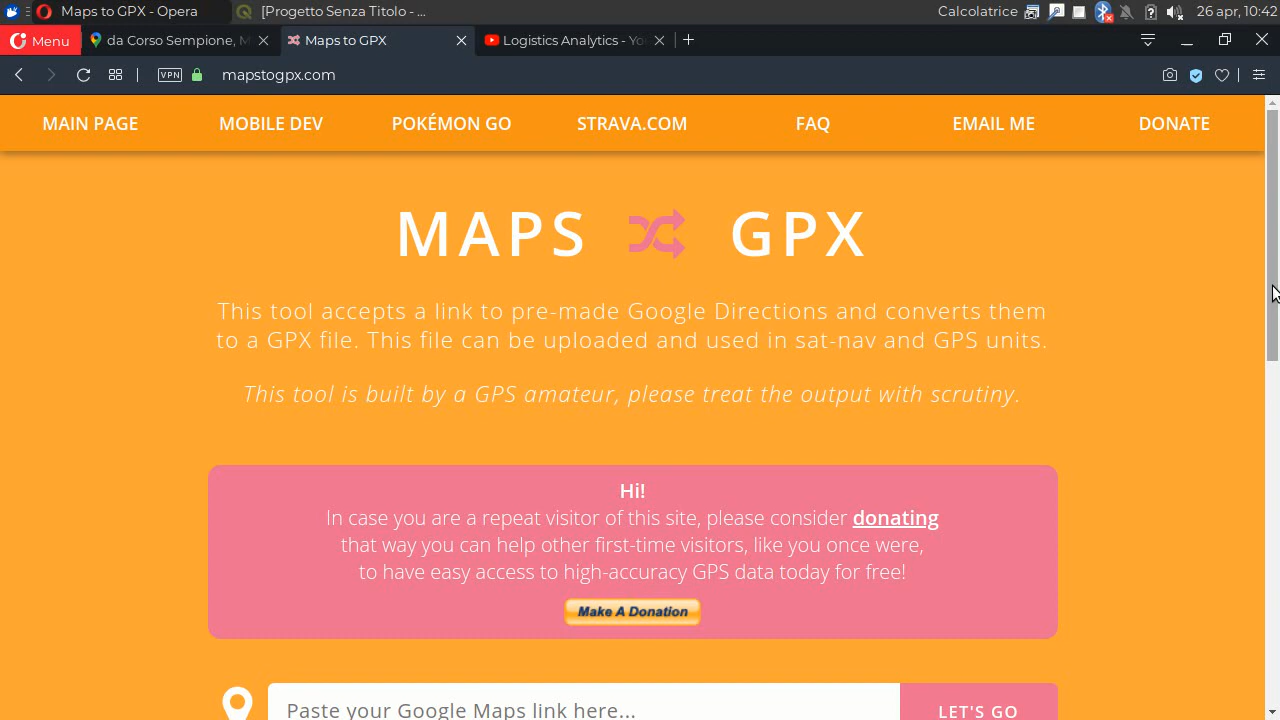 Maps to GPX - Opera
[Progetto Senza Titolo - ...
Calcolatrice
26 apr, 10:42
Menu
da Corso Sempione, M
Maps to GPX
Logistics Analytics - Yo
VPN
mapstogpx.com
MAIN PAGE
MOBILE DEV
POKÉMON GO
STRAVA.COM
FAQ
EMAIL ME
DONATE
MAPS GPX
This tool accepts a link to pre-made Google Directions and converts them
to a GPX file. This file can be uploaded and used in sat-nav and GPS units.
This tool is built by a GPS amateur, please treat the output with scrutiny.
Hi!
In case you are a repeat visitor of this site, please consider donating
that way you can help other first-time visitors, like you once were,
to have easy access to high-accuracy GPS data today for free!
Make A Donation
Paste your Google Maps link here...
LET'S GO